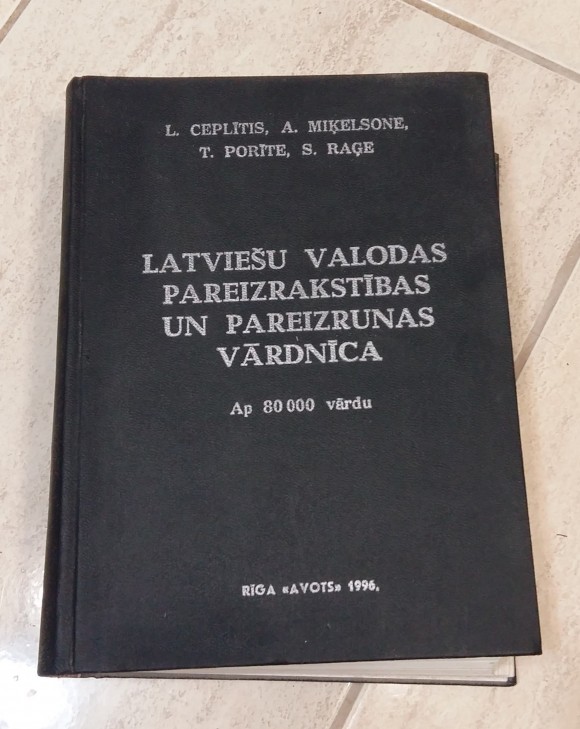 L. CEPLĪTIS, A. MIĶELSONE,
T. PORĪTE, S. RAĢE
LATVIEŠU VALODAS
PAREIZRAKSTĪBAS
UN PAREIZRUNAS
VĀRDNĪCA
Ap 80 000 vārdu
RĪGA «AVOTS» 1996.